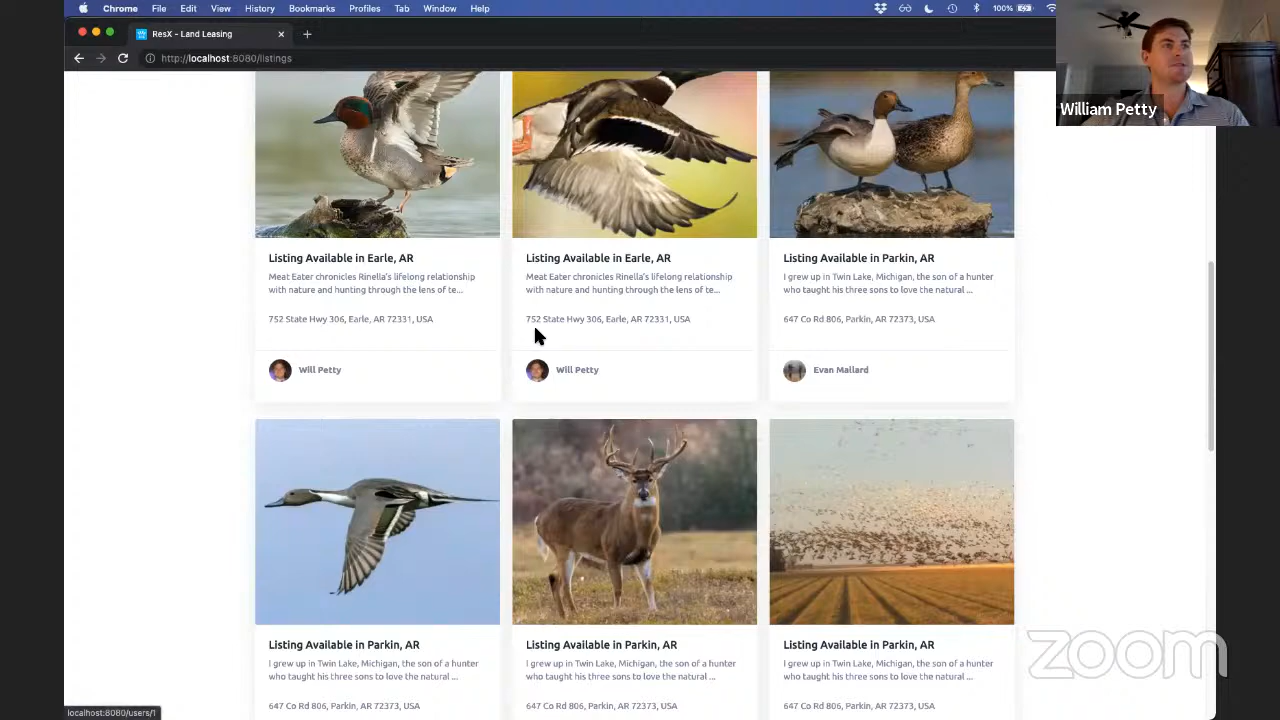 Chrome File Edit View History Bookmarks Profiles Tab Window Help 100%
ResX - Land Leasing
http://localhost:8080/listings
William Petty
Listing Available in Earle, AR
Meat Eater chronicles Rinella's lifelong relationship
with nature and hunting through the lens of te...
752 State Hwy 306, Earle, AR 72331, USA
Will Petty
Listing Available in Earle, AR
Meat Eater chronicles Rinella's lifelong relationship
with nature and hunting through the lens of te...
752 State Hwy 306, Earle, AR 72331, USA
Will Petty
Listing Available in Parkin, AR
I grew up in Twin Lake, Michigan, the son of a hunter
who taught his three sons to love the natural ...
647 Co Rd 806, Parkin, AR 72373, USA
Evan Mallard
Listing Available in Parkin, AR
I grew up in Twin Lake, Michigan, the son of a hunter
who taught his three sons to love the natural ...
647 Co Rd 806, Parkin, AR 72373, USA
Listing Available in Parkin, AR
I grew up in Twin Lake, Michigan, the son of a hunter
who taught his three sons to love the natural ...
647 Co Rd 806, Parkin, AR 72373, USA
Listing Available in Parkin, AR
I grew up in Twin Lake, Michigan, the son of a hunter
who taught his three sons to love the natural ...
647 Co Rd 806, Parkin, AR 72373, USA
zoom
localhost:8080/users/1